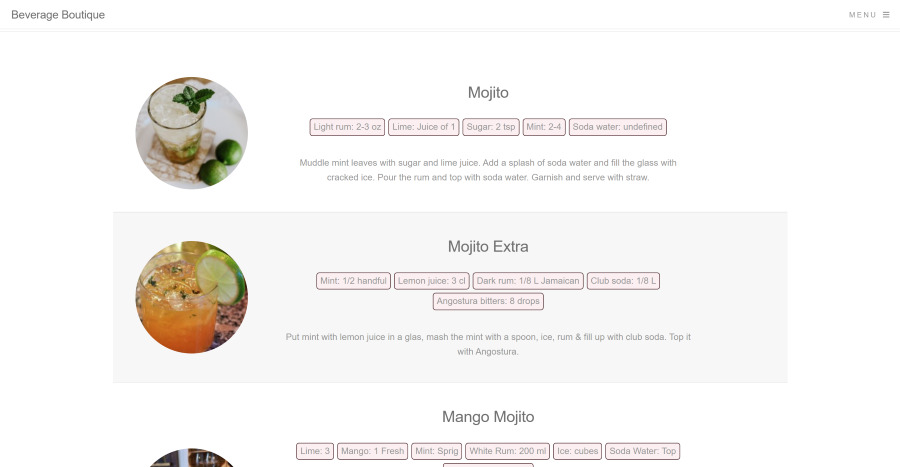 Beverage Boutique
MENU
Mojito
Light rum: 2-3 oz Lime: Juice of 1 Sugar: 2 tsp Mint: 2-4 Soda water: undefined
Muddle mint leaves with sugar and lime juice. Add a splash of soda water and fill the glass with
cracked ice. Pour the rum and top with soda water. Garnish and serve with straw.
Mojito Extra
Mint: 1/2 handful Lemon juice: 3 cl Dark rum: 1/8 L Jamaican Club soda: 1/8 L
Angostura bitters: 8 drops
Put mint with lemon juice in a glas, mash the mint with a spoon, ice, rum & fill up with club soda. Top it
with Angostura.
Mango Mojito
Lime: 3 Mango: 1 Fresh Mint: Sprig White Rum: 200 ml Ice: cubes Soda Water: Top